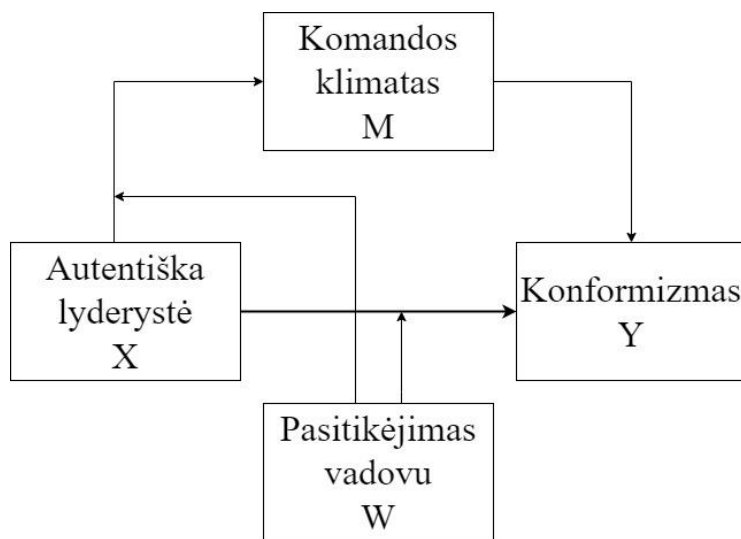 Komandos
klimatas
M
Autentiška
lyderystė
X
Konformizmas
Y
Pasitikėjimas
vadovu
W